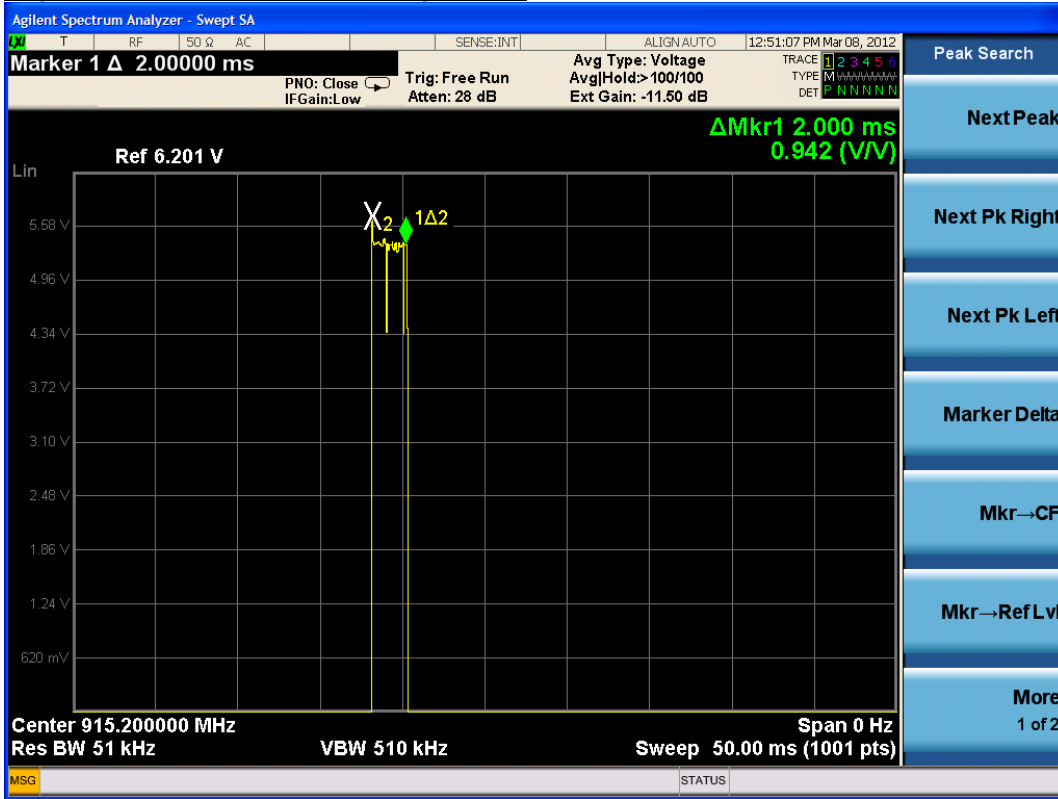 Agilent Spectrum Analyzer - Swept SA
LXI T RF 50 Ω AC SENSE:INT ALIGN AUTO 12:51:07 PM Mar 08, 2012
Marker 1 Δ 2.00000 ms
PNO: Close
IFGain:Low
Trig: Free Run
Atten: 28 dB
Avg Type: Voltage
Avg|Hold:>100/100
Ext Gain: -11.50 dB
TRACE 1 2 3 4 5 6
TYPE M
DET P N N N N N
ΔMkr1 2.000 ms
0.942 (V/V)
Ref 6.201 V
Lin
5.58 V
4.96 V
4.34 V
3.72 V
3.10 V
2.48 V
1.86 V
1.24 V
620 mV
X2
1Δ2
Center 915.200000 MHz Span 0 Hz
Res BW 51 kHz VBW 510 kHz Sweep 50.00 ms (1001 pts)
MSG STATUS
Peak Search
Next Peak
Next Pk Right
Next Pk Left
Marker Delta
Mkr→CF
Mkr→Ref Lvl
More
1 of 2